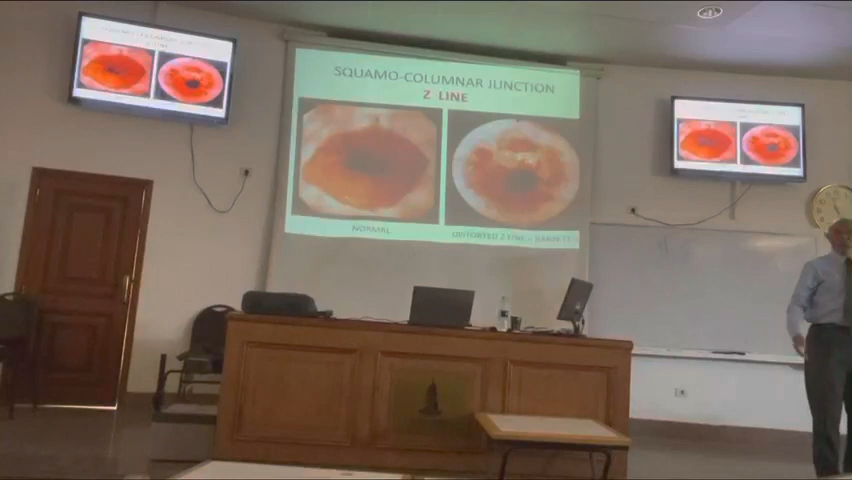 SQUAMO-COLUMNAR JUNCTION
Z LINE
NORMAL
DISTORTED Z LINE